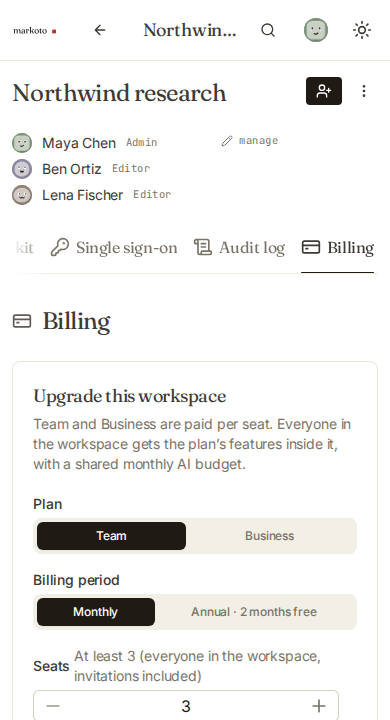 markoto
Northwin...
Northwind research
Maya Chen Admin
manage
Ben Ortiz Editor
Lena Fischer Editor
kit
Single sign-on
Audit log
Billing
Billing
Upgrade this workspace
Team and Business are paid per seat. Everyone in
the workspace gets the plan’s features inside it,
with a shared monthly AI budget.
Plan
Team
Business
Billing period
Monthly
Annual · 2 months free
Seats
At least 3 (everyone in the workspace,
invitations included)
3